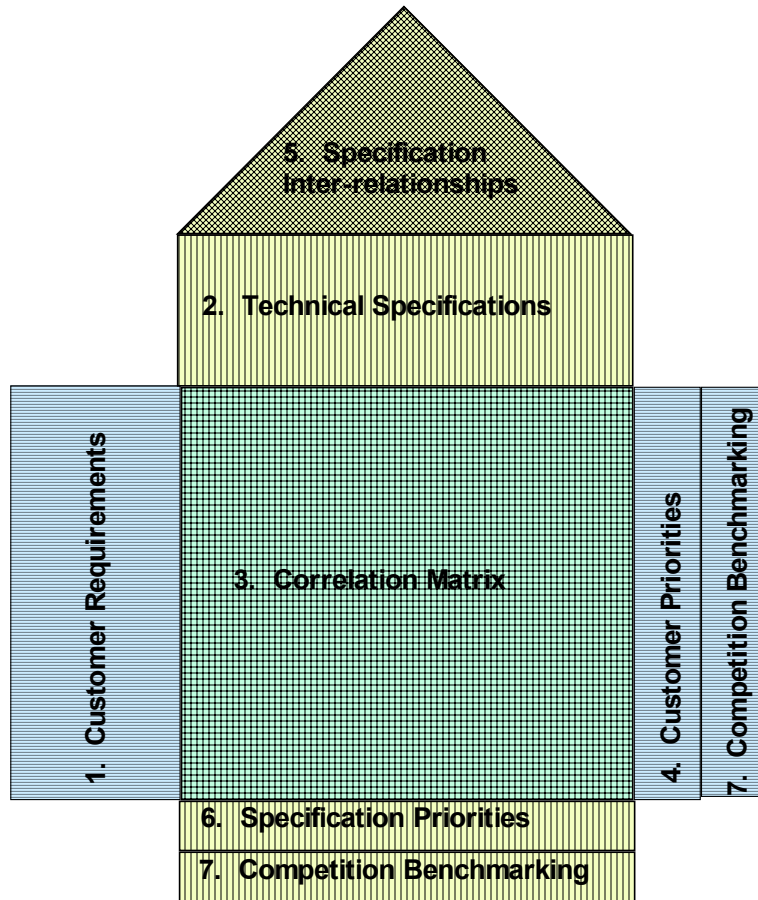 5. Specification
Inter-relationships
2. Technical Specifications
1. Customer Requirements
3. Correlation Matrix
4. Customer Priorities
7. Competition Benchmarking
6. Specification Priorities
7. Competition Benchmarking